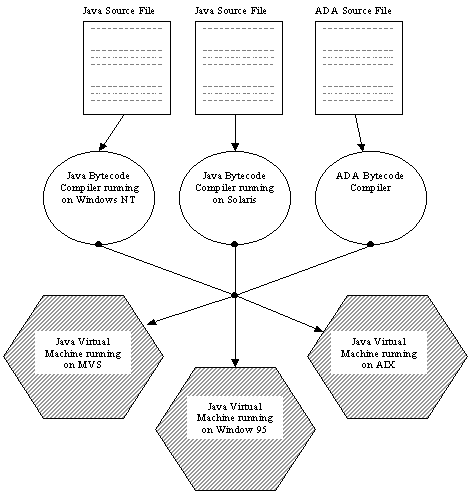 Java Source File
Java Source File
ADA Source File
Java Bytecode
Compiler running
on Windows NT
Java Bytecode
Compiler running
on Solaris
ADA Bytecode
Compiler
Java Virtual
Machine running
on MVS
Java Virtual
Machine running
on AIX
Java Virtual
Machine running
on Window 95